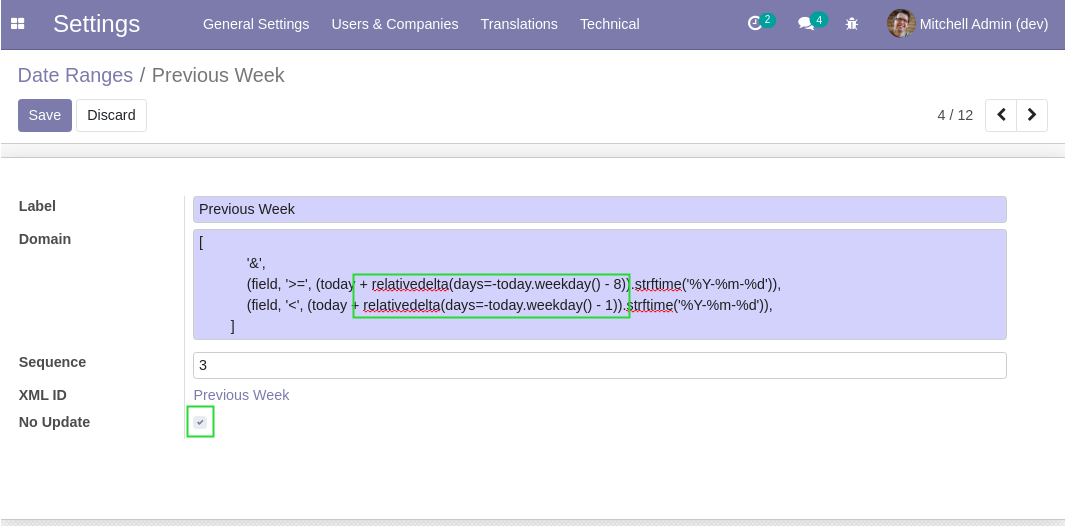 Settings
General Settings
Users & Companies
Translations
Technical
2
4
Mitchell Admin (dev)
Date Ranges / Previous Week
Save
Discard
4 / 12
Label
Previous Week
Domain
[
'&',
(field, '>=', (today + relativedelta(days=-today.weekday() - 8)).strftime('%Y-%m-%d')),
(field, '<', (today + relativedelta(days=-today.weekday() - 1)).strftime('%Y-%m-%d')),
]
Sequence
3
XML ID
Previous Week
No Update